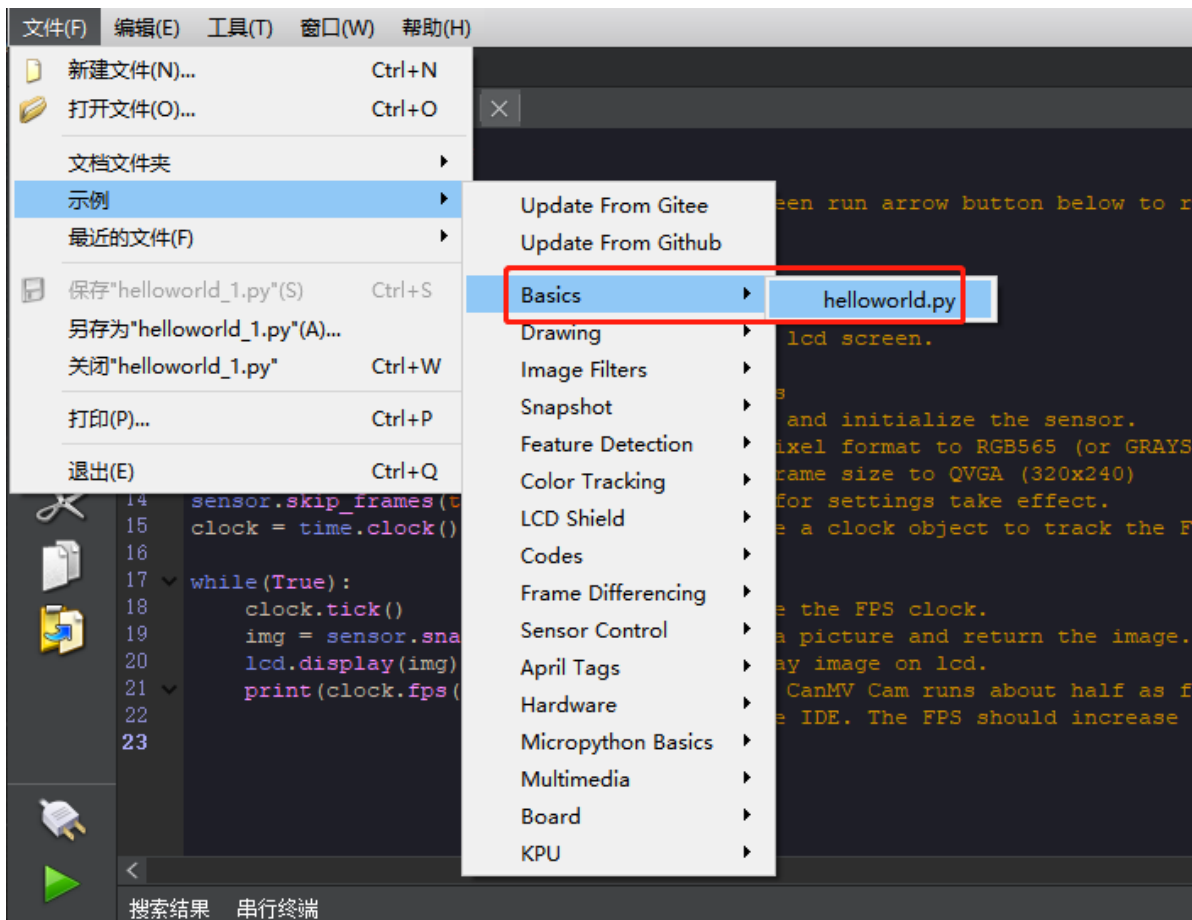 文件(F) 编辑(E) 工具(T) 窗口(W) 帮助(H)
新建文件(N)... Ctrl+N
打开文件(O)... Ctrl+O
文档文件夹
示例
最近的文件(F)
保存"helloworld_1.py"(S) Ctrl+S
另存为"helloworld_1.py"(A)...
关闭"helloworld_1.py" Ctrl+W
打印(P)... Ctrl+P
退出(E) Ctrl+Q
Update From Gitee
Update From Github
Basics
helloworld.py
Drawing
Image Filters
Snapshot
Feature Detection
Color Tracking
LCD Shield
Codes
Frame Differencing
Sensor Control
April Tags
Hardware
Micropython Basics
Multimedia
Board
KPU
een run arrow button below to r
lcd screen.
s
and initialize the sensor.
ixel format to RGB565 (or GRAYS
rame size to QVGA (320x240)
14 sensor.skip_frames(t for settings take effect.
15 clock = time.clock() e a clock object to track the F
16
17 while(True):
18 clock.tick() e the FPS clock.
19 img = sensor.sna a picture and return the image.
20 lcd.display(img) ay image on lcd.
21 print(clock.fps( CanMV Cam runs about half as f
22 e IDE. The FPS should increase
23
搜索结果 串行终端